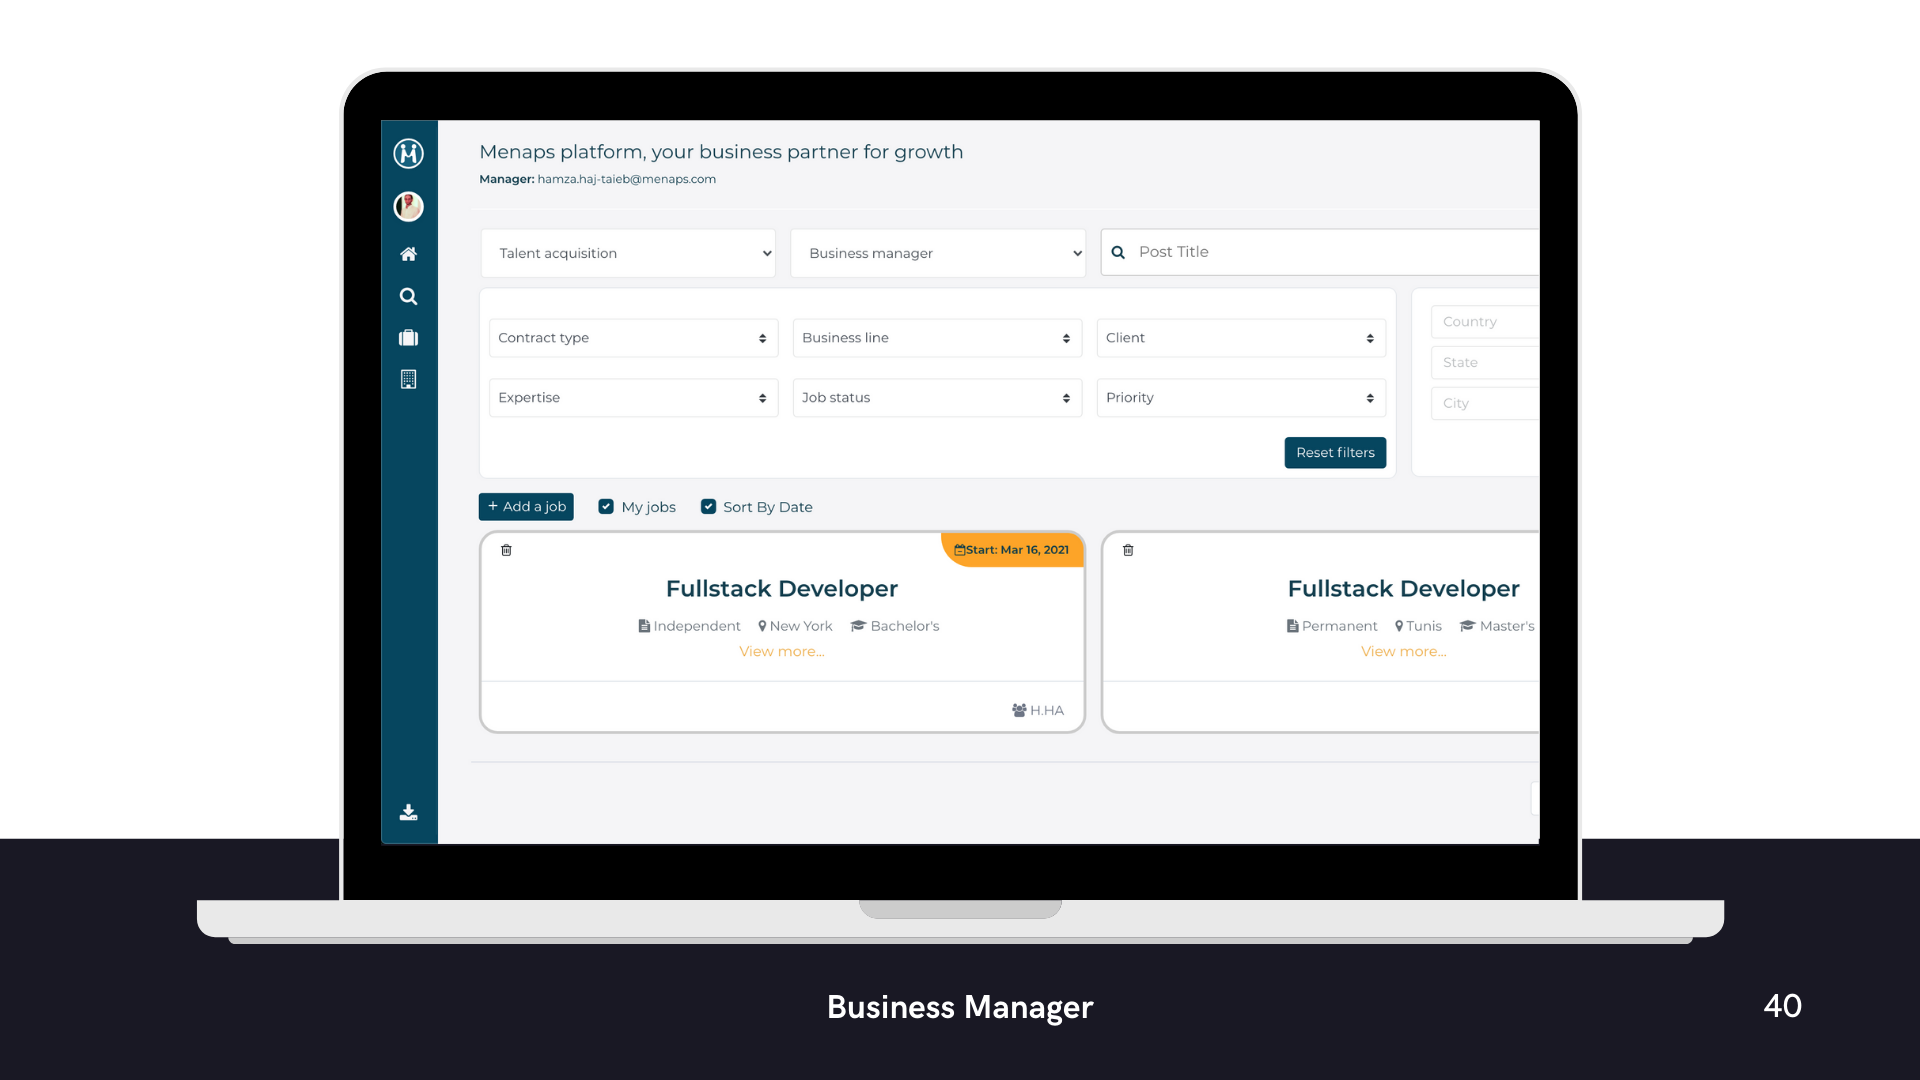 Menaps platform, your business partner for growth
Manager: hamza.haj-taieb@menaps.com
Talent acquisition
Business manager
Post Title
Contract type
Business line
Client
Country
State
City
Expertise
Job status
Priority
Reset filters
+ Add a job
My jobs
Sort By Date
Start: Mar 16, 2021
Fullstack Developer
Independent New York Bachelor's
View more...
H.HA
Fullstack Developer
Permanent Tunis Master's
View more...
Business Manager
40